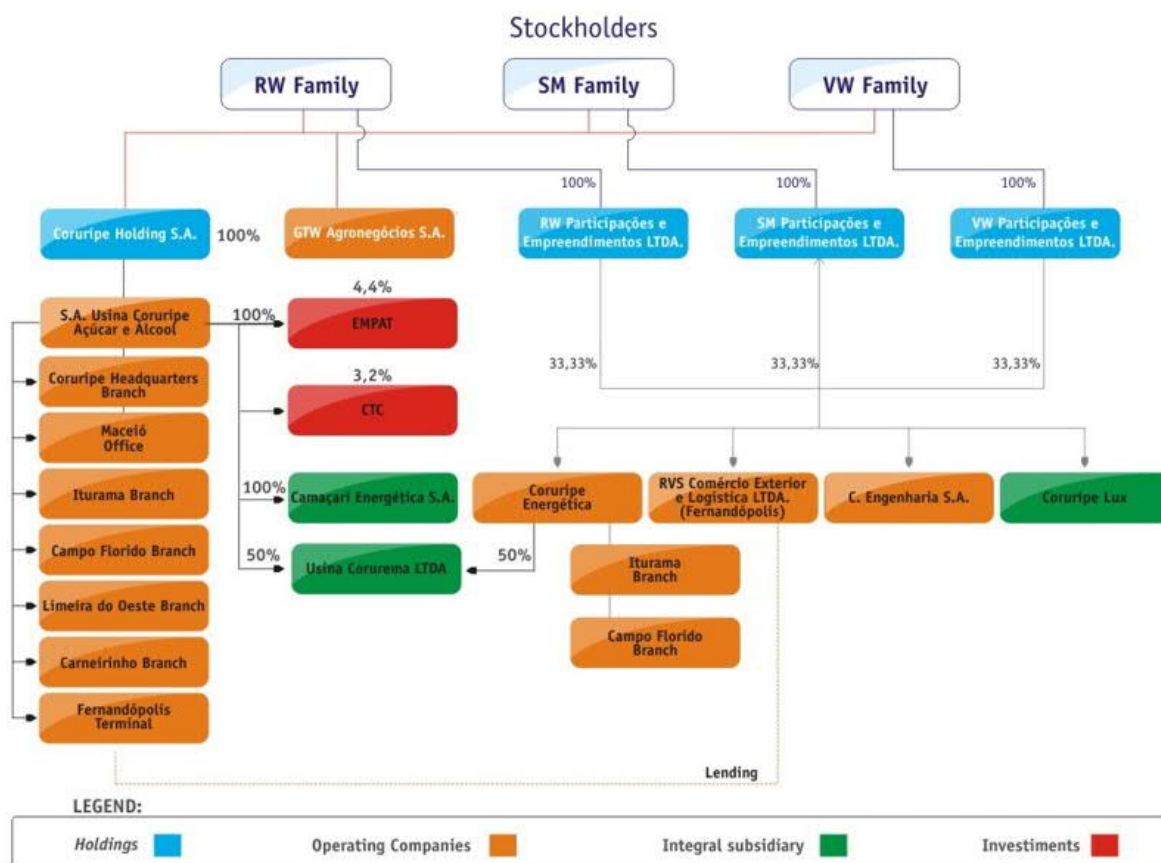 Stockholders
RW Family
SM Family
VW Family
100%
100%
100%
Coruripe Holding S.A.
100%
GTW Agronegócios S.A.
RW Participações e
Empreendimentos LTDA.
SM Participações e
Empreendimentos LTDA.
VW Participações e
Empreendimentos LTDA.
4,4%
S.A. Usina Coruripe
Açúcar e Álcool
100%
EMPAT
33,33%
33,33%
33,33%
Coruripe Headquarters
Branch
3,2%
CTC
Maceió
Office
Iturama Branch
100%
Camaçari Energética S.A.
Coruripe
Energética
RVS Comércio Exterior
e Logística LTDA.
(Fernandópolis)
C. Engenharia S.A.
Coruripe Lux
Campo Florido Branch
50%
Usina Corurema LTDA
50%
Iturama
Branch
Limeira do Oeste Branch
Campo Florido
Branch
Carneirinho Branch
Fernandópolis
Terminal
Lending
LEGEND:
Holdings
Operating Companies
Integral subsidiary
Investiments